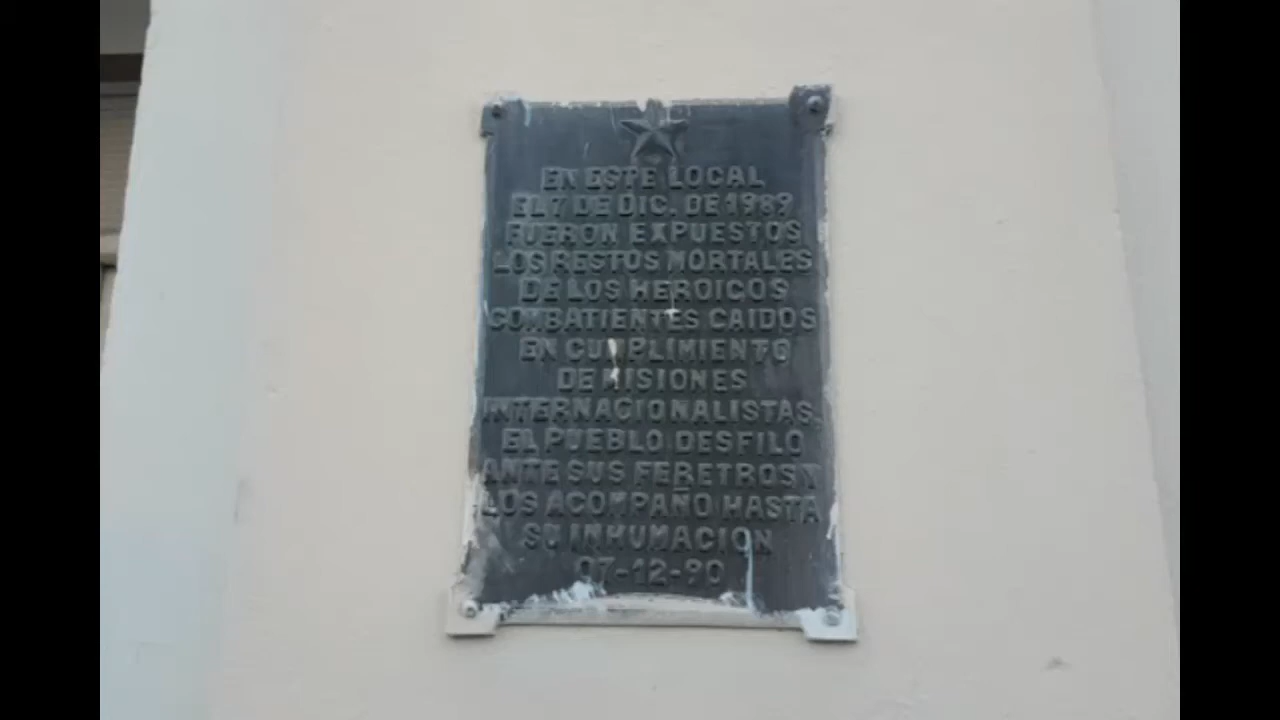 EN ESTE LOCAL
EL 7 DE DIC. DE 1989
FUERON EXPUESTOS
LOS RESTOS MORTALES
DE LOS HEROICOS
COMBATIENTES CAIDOS
EN CUMPLIMIENTO
DE MISIONES
INTERNACIONALISTAS.
EL PUEBLO DESFILO
ANTE SUS FERETROS Y
LOS ACOMPAÑO HASTA
SU INHUMACION
07-12-90